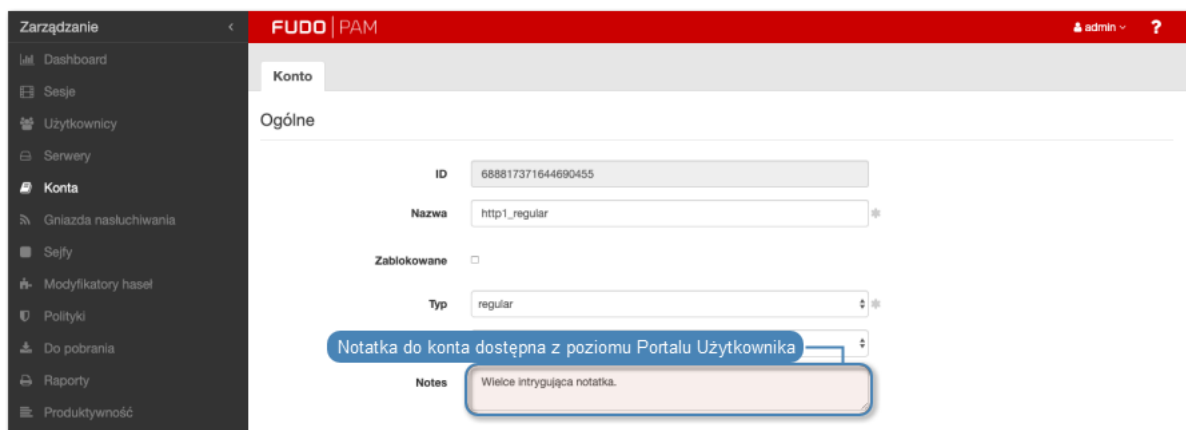 Zarządzanie <
FUDO PAM
admin
?
Dashboard
Sesje
Użytkownicy
Serwery
Konta
Gniazda nasłuchiwania
Sejfy
Modyfikatory haseł
Polityki
Do pobrania
Raporty
Produktywność
Konto
Ogólne
ID 688817371644690455
Nazwa http1_regular
Zablokowane
Typ regular
Notatka do konta dostępna z poziomu Portalu Użytkownika
Notes Wielce intrygująca notatka.